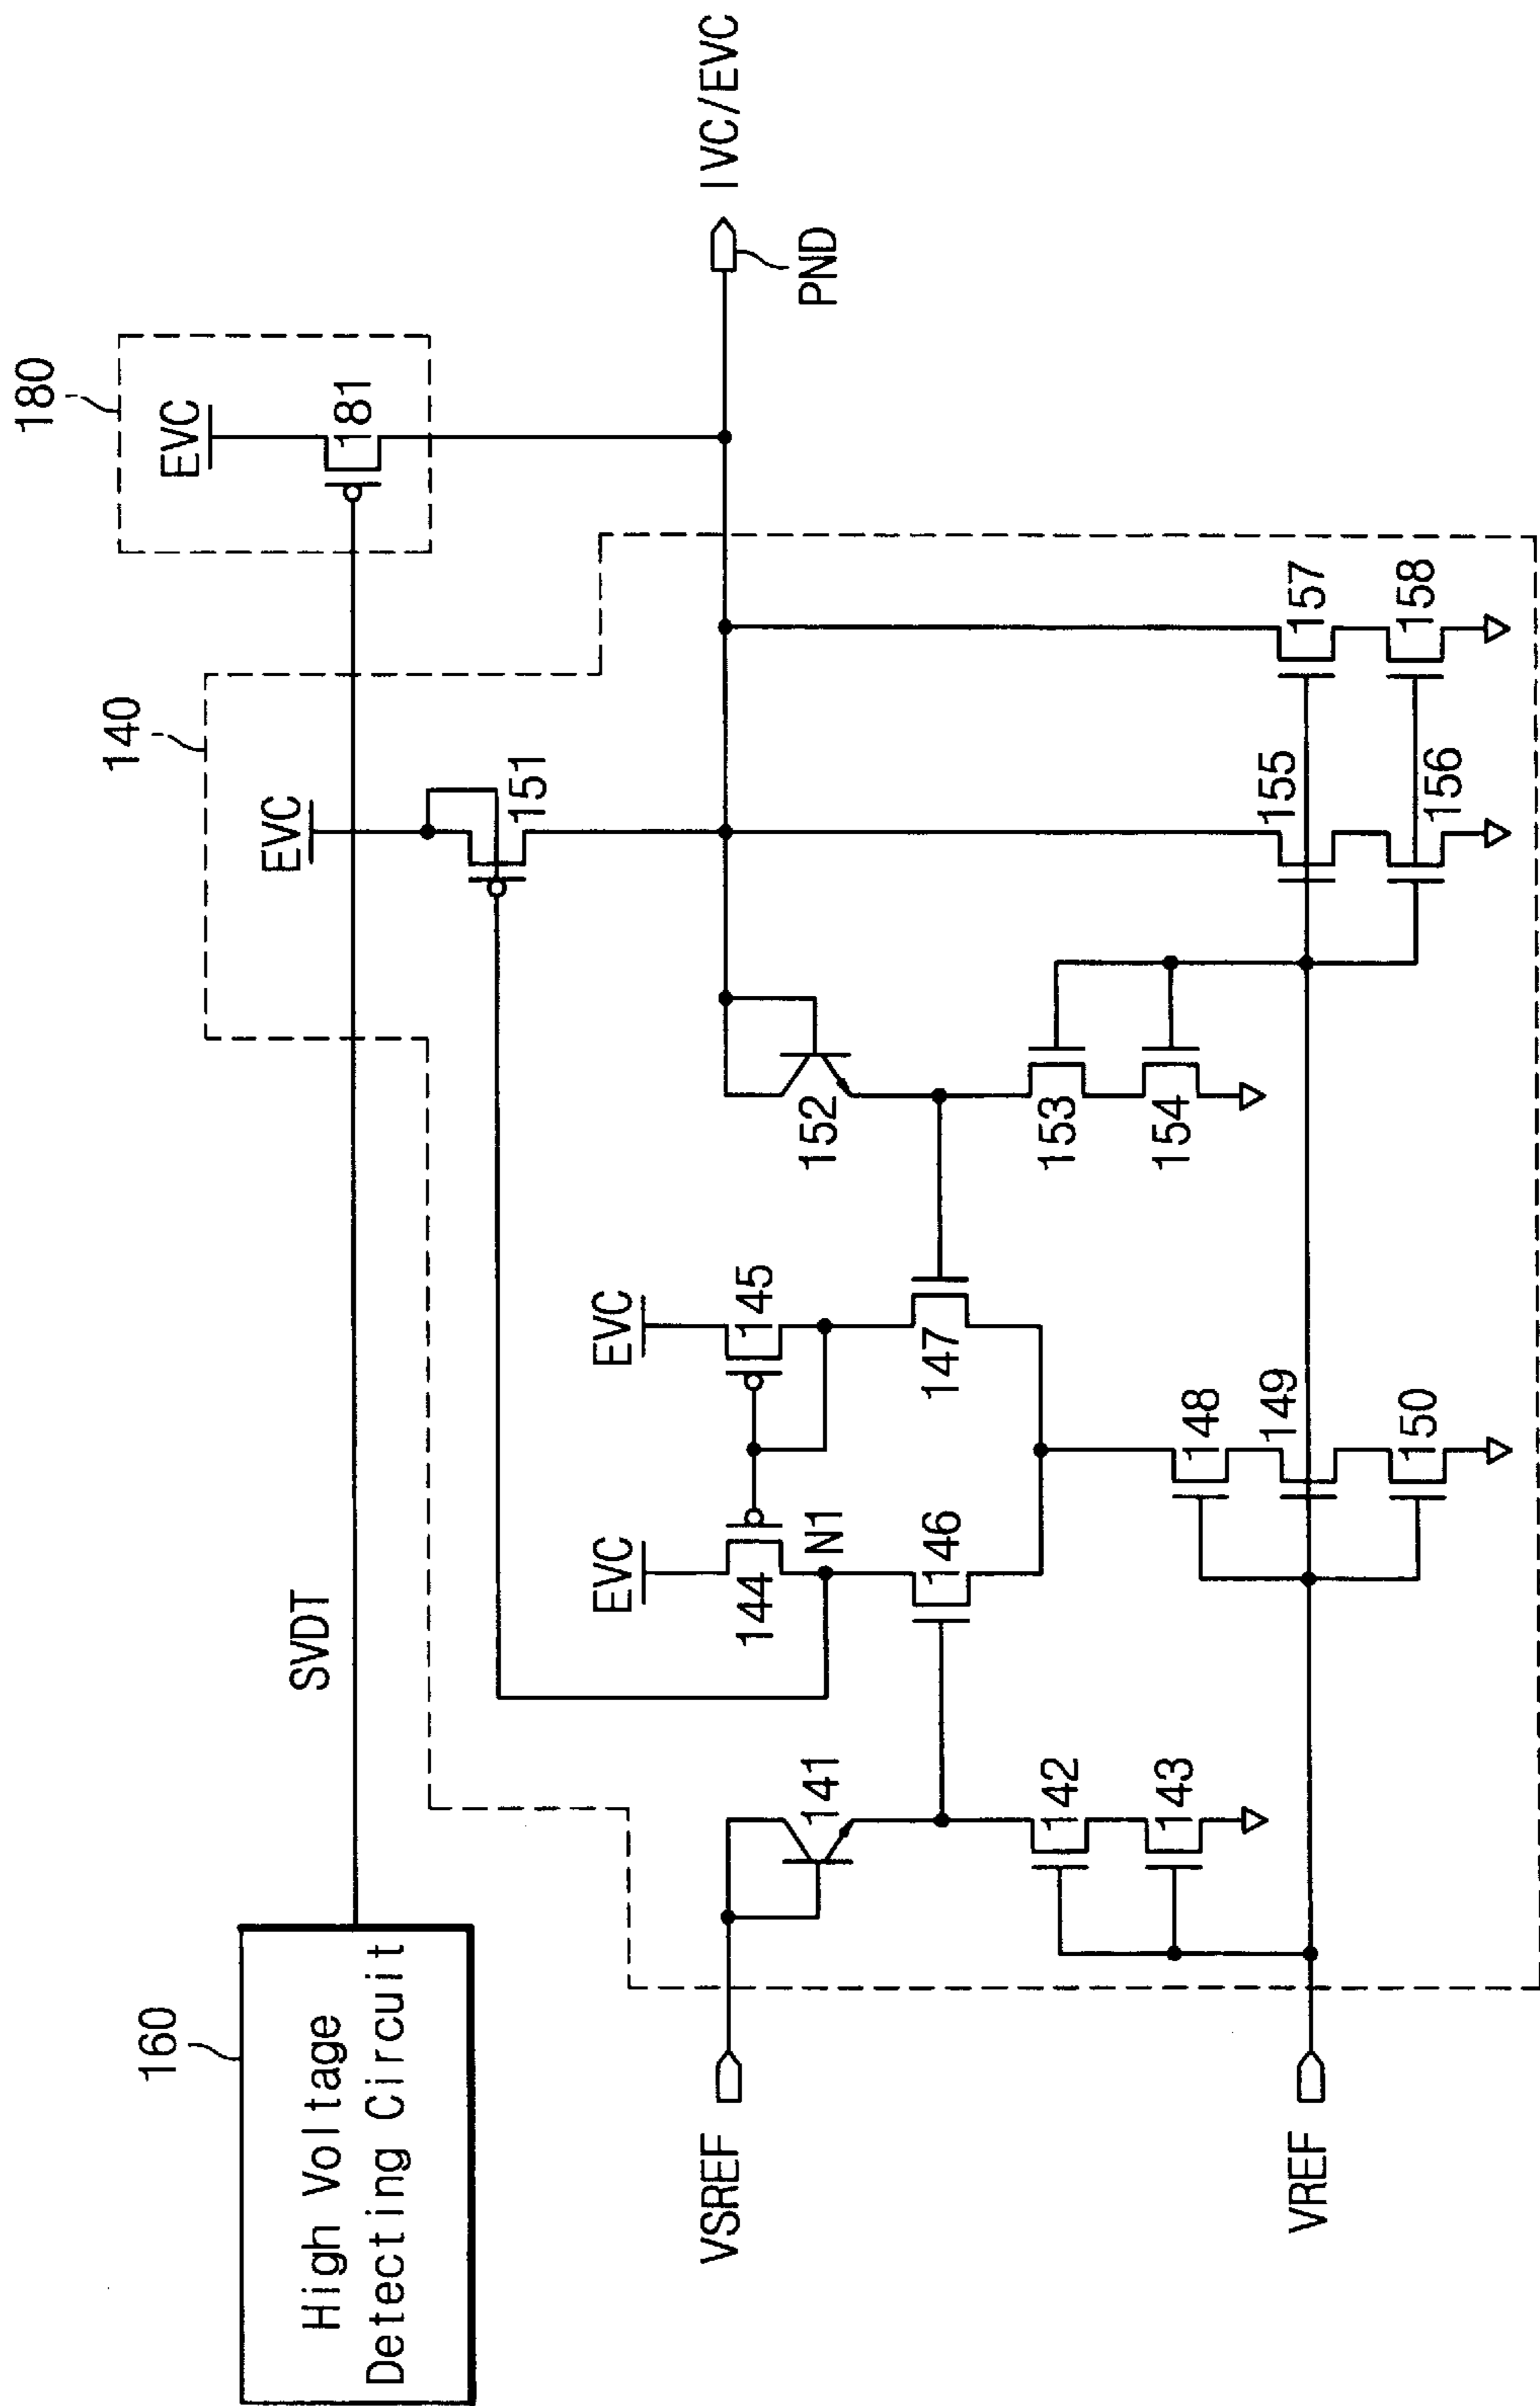 160
High Voltage
Detecting Circuit
SVDT
180
EVC
181
140
EVC
151
IVC/EVC
PND
EVC
144
N1
EVC
145
VSREF
141
146
147
152
142
143
153
154
148
149
150
155
156
157
158
VREF